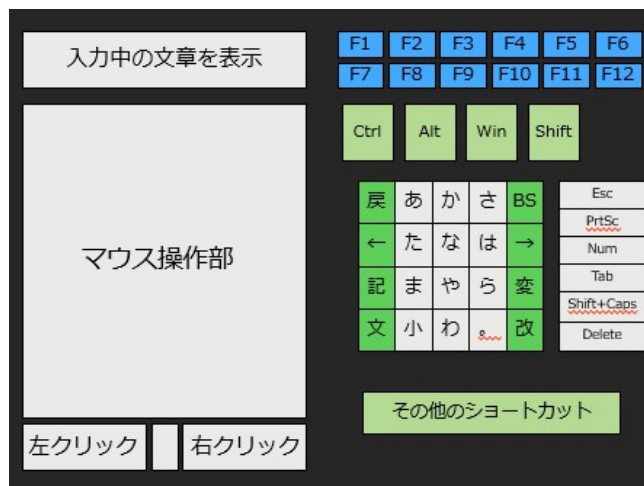 入力中の文章を表示
F1 F2 F3 F4 F5 F6
F7 F8 F9 F10 F11 F12
Ctrl Alt Win Shift
マウス操作部
戻 あ か さ BS
← た な は →
記 ま や ら 変
文 小 わ 。 改
Esc
PrtSc
Num
Tab
Shift+Caps
Delete
その他のショートカット
左クリック 右クリック